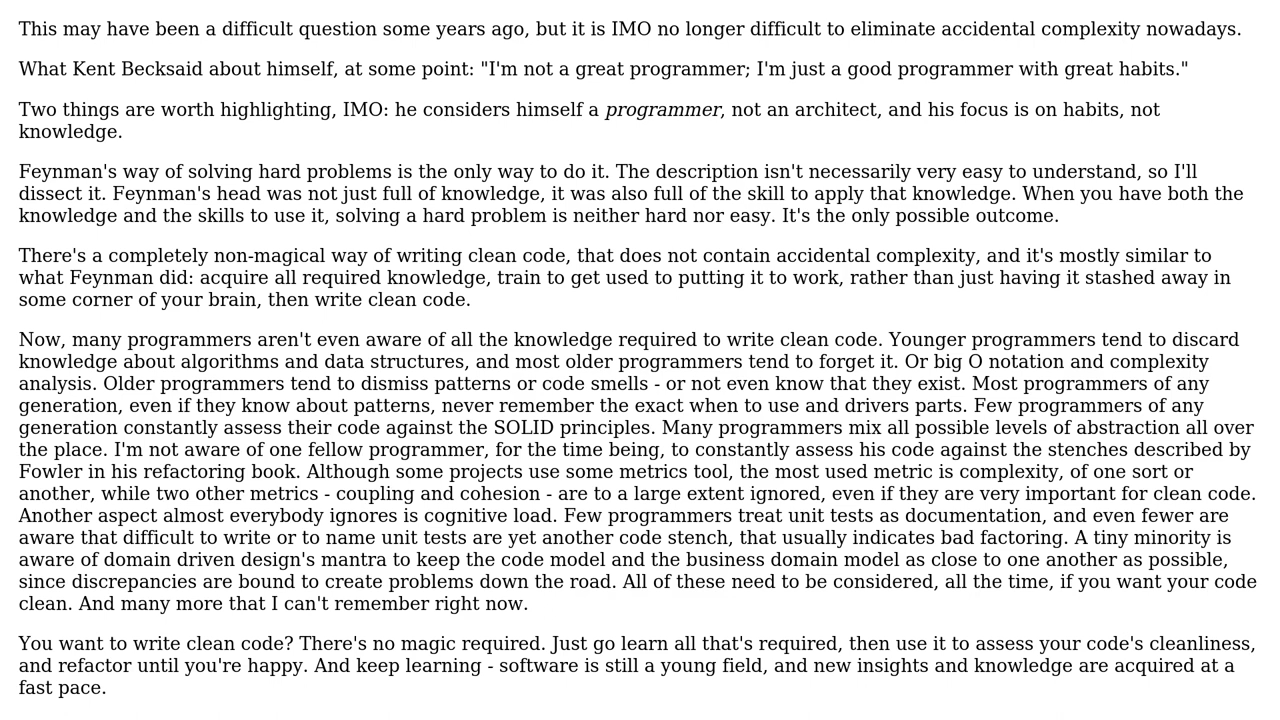 This may have been a difficult question some years ago, but it is IMO no longer difficult to eliminate accidental complexity nowadays.
What Kent Becksaid about himself, at some point: "I'm not a great programmer; I'm just a good programmer with great habits."
Two things are worth highlighting, IMO: he considers himself a programmer, not an architect, and his focus is on habits, not
knowledge.
Feynman's way of solving hard problems is the only way to do it. The description isn't necessarily very easy to understand, so I'll
dissect it. Feynman's head was not just full of knowledge, it was also full of the skill to apply that knowledge. When you have both the
knowledge and the skills to use it, solving a hard problem is neither hard nor easy. It's the only possible outcome.
There's a completely non-magical way of writing clean code, that does not contain accidental complexity, and it's mostly similar to
what Feynman did: acquire all required knowledge, train to get used to putting it to work, rather than just having it stashed away in
some corner of your brain, then write clean code.
Now, many programmers aren't even aware of all the knowledge required to write clean code. Younger programmers tend to discard
knowledge about algorithms and data structures, and most older programmers tend to forget it. Or big O notation and complexity
analysis. Older programmers tend to dismiss patterns or code smells - or not even know that they exist. Most programmers of any
generation, even if they know about patterns, never remember the exact when to use and drivers parts. Few programmers of any
generation constantly assess their code against the SOLID principles. Many programmers mix all possible levels of abstraction all over
the place. I'm not aware of one fellow programmer, for the time being, to constantly assess his code against the stenches described by
Fowler in his refactoring book. Although some projects use some metrics tool, the most used metric is complexity, of one sort or
another, while two other metrics - coupling and cohesion - are to a large extent ignored, even if they are very important for clean code.
Another aspect almost everybody ignores is cognitive load. Few programmers treat unit tests as documentation, and even fewer are
aware that difficult to write or to name unit tests are yet another code stench, that usually indicates bad factoring. A tiny minority is
aware of domain driven design's mantra to keep the code model and the business domain model as close to one another as possible,
since discrepancies are bound to create problems down the road. All of these need to be considered, all the time, if you want your code
clean. And many more that I can't remember right now.
You want to write clean code? There's no magic required. Just go learn all that's required, then use it to assess your code's cleanliness,
and refactor until you're happy. And keep learning - software is still a young field, and new insights and knowledge are acquired at a
fast pace.